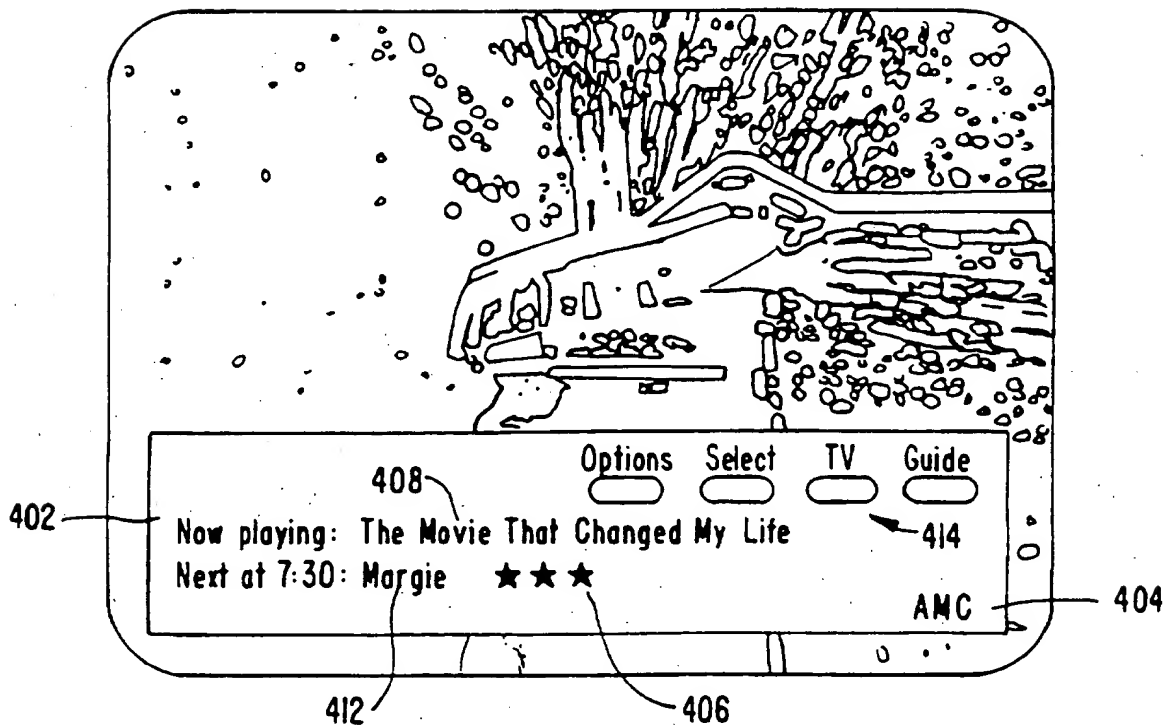 Options Select TV Guide
408
402
Now playing: The Movie That Changed My Life
414
Next at 7:30: Margie ★★★
AMC
404
412
406